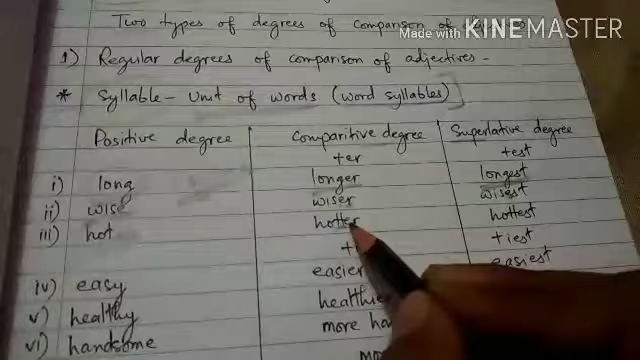 Two types of degrees of comparison of
Made with KINEMASTER
1) Regular degrees of comparison of adjectives -
* Syllable - Unit of words (word syllables)
Positive degree Comparitive degree Superlative degree
+er +est
i) long longer longest
ii) wise wiser wisest
iii) hot hotter hottest
+iest
iv) easy easier easiest
v) healthy
vi) handsome more